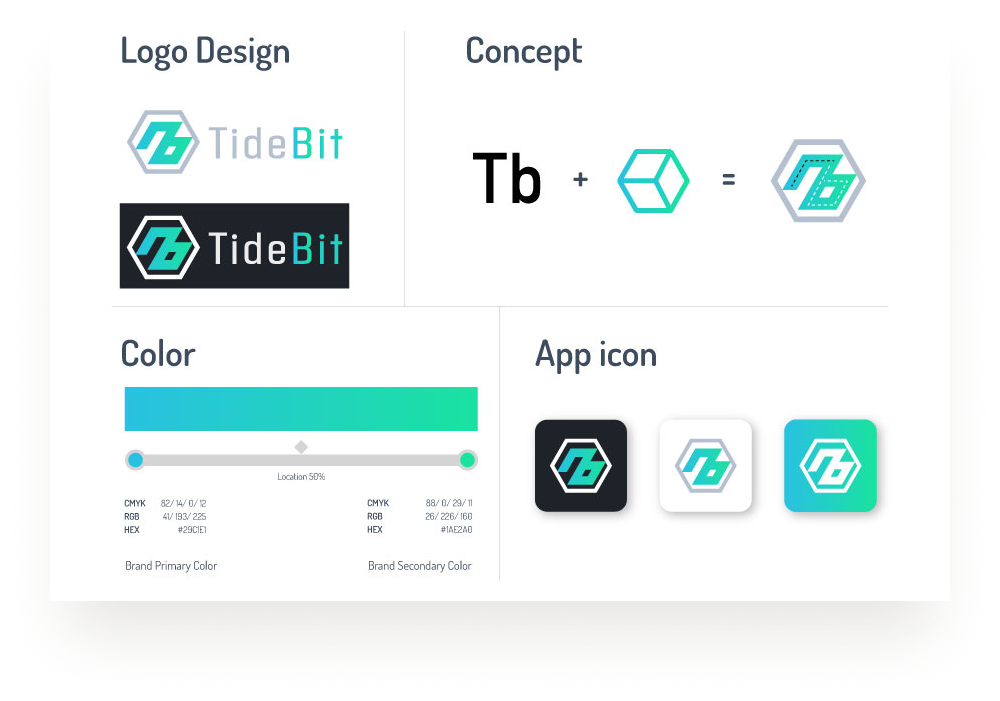 Logo Design
TideBit
TideBit
Concept
Tb + =
Color
Location 50%
CMYK 82/ 14/ 0/ 12
RGB 41/ 193/ 225
HEX #29C1E1
Brand Primary Color
CMYK 88/ 0/ 29/ 11
RGB 26/ 226/ 160
HEX #1AE2A0
Brand Secondary Color
App icon